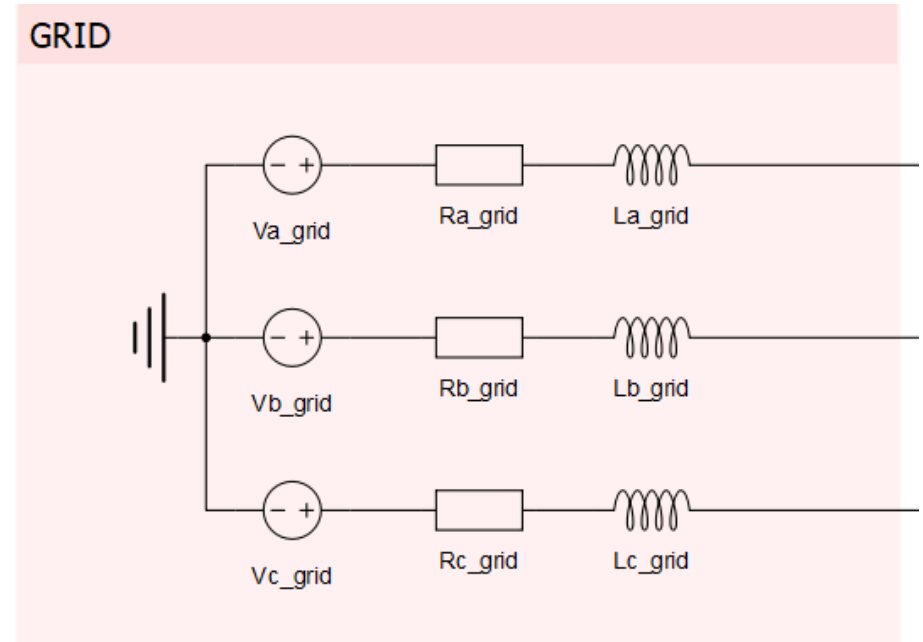 GRID
- +
Va_grid
Ra_grid
La_grid
- +
Vb_grid
Rb_grid
Lb_grid
- +
Vc_grid
Rc_grid
Lc_grid